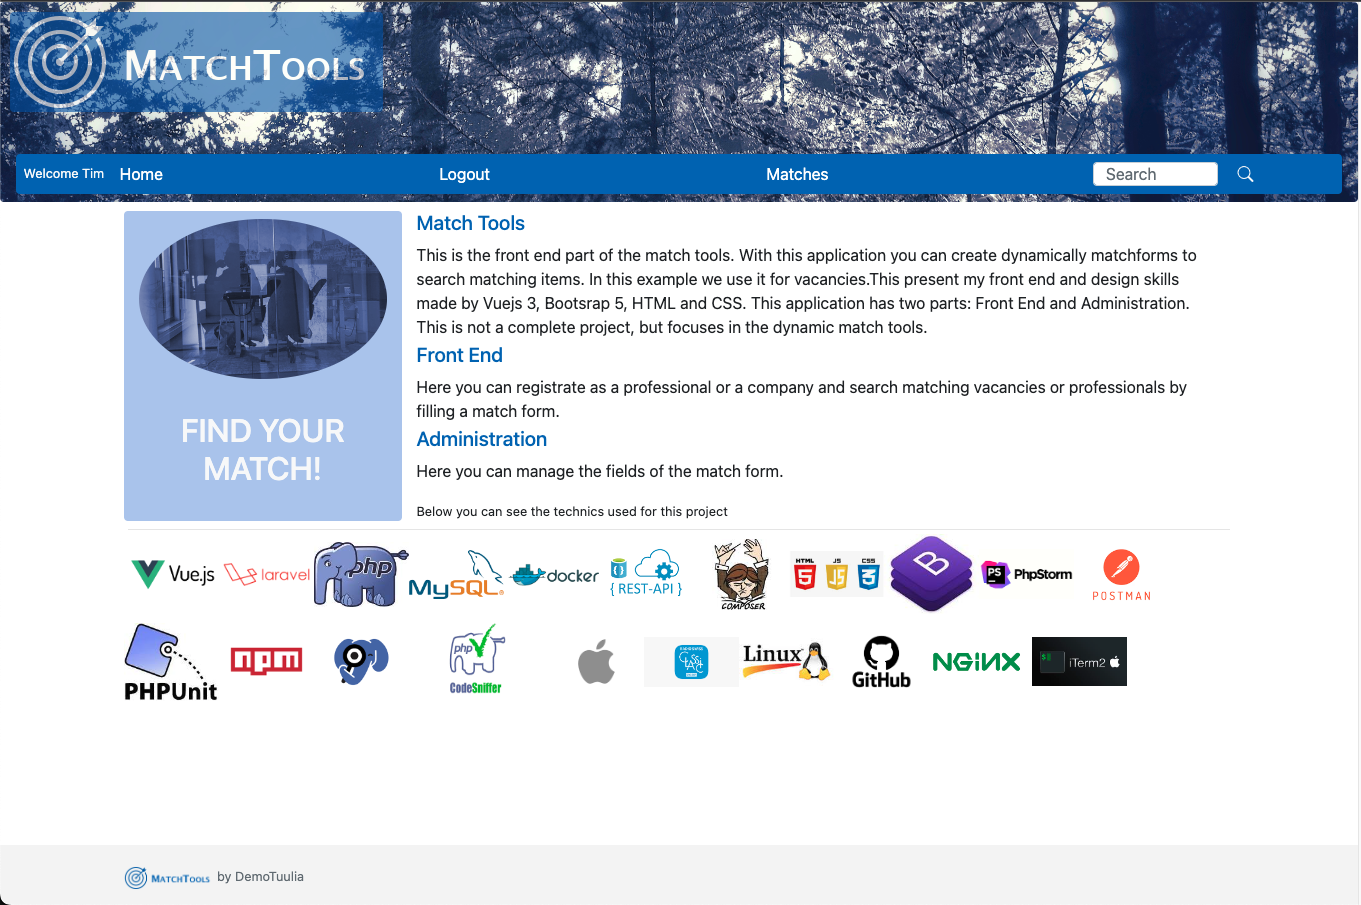 MATCHTOOLS
Welcome Tim Home Logout Matches Search
FIND YOUR
MATCH!
Match Tools
This is the front end part of the match tools. With this application you can create dynamically matchforms to
search matching items. In this example we use it for vacancies.This present my front end and design skills
made by Vuejs 3, Bootsrap 5, HTML and CSS. This application has two parts: Front End and Administration.
This is not a complete project, but focuses in the dynamic match tools.
Front End
Here you can registrate as a professional or a company and search matching vacancies or professionals by
filling a match form.
Administration
Here you can manage the fields of the match form.
Below you can see the technics used for this project
Vue.js
laravel
php
MySQL®
docker
{ REST-API }
COMPOSER
HTML JS CSS
5 JS 3
B
PS PhpStorm
POSTMAN
PHPUnit
npm
php
CodeSniffer
Linux
GitHub
NGINX
$ iTerm2
MATCHTOOLS by DemoTuulia